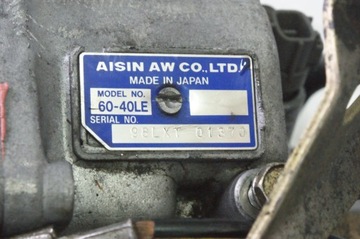 AISIN AW CO., LTD
MADE IN JAPAN
MODEL NO.
60-40LE
SERIAL NO.